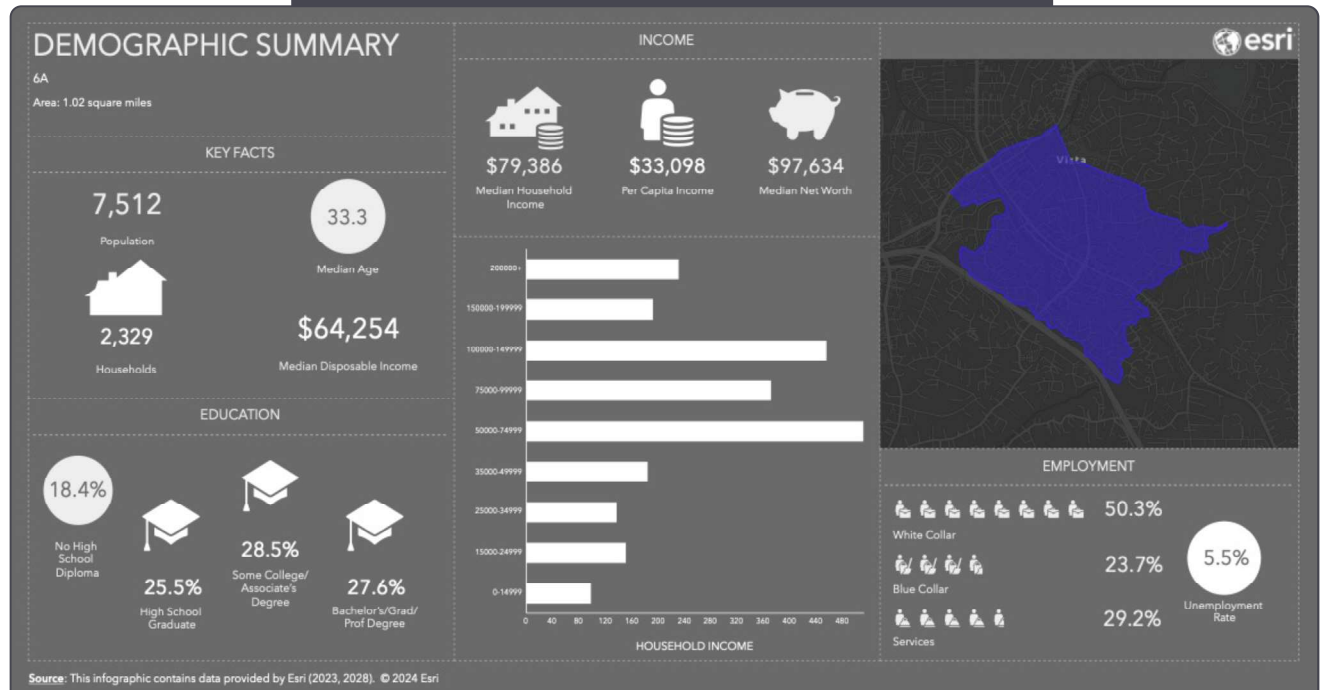 DEMOGRAPHIC SUMMARY
6A
Area: 1.02 square miles
KEY FACTS
7,512
Population
33.3
Median Age
2,329
Households
$64,254
Median Disposable Income
EDUCATION
18.4%
No High
School
Diploma
25.5%
High School
Graduate
28.5%
Some College/
Associate's
Degree
27.6%
Bachelor's/Grad/
Prof Degree
INCOME
$79,386
Median Household
Income
$33,098
Per Capita Income
$97,634
Median Net Worth
200000+
150000-199999
100000-149999
75000-99999
50000-74999
35000-49999
25000-34999
15000-24999
0-14999
0 40 80 120 160 200 240 280 320 360 400 440 480
HOUSEHOLD INCOME
esri
Vista
EMPLOYMENT
50.3%
White Collar
23.7%
Blue Collar
29.2%
Services
5.5%
Unemployment
Rate
Source: This infographic contains data provided by Esri (2023, 2028). © 2024 Esri